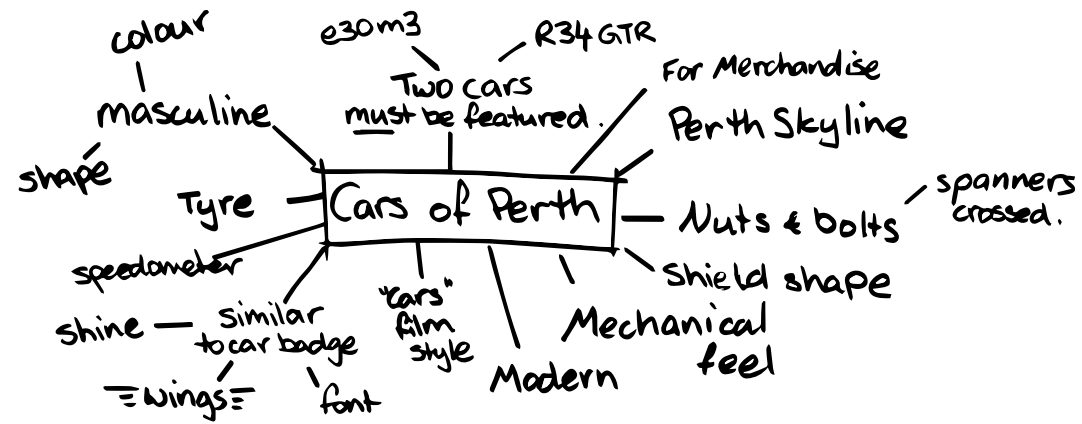 colour
e30m3
R34 GTR
Two cars
must be featured.
For Merchandise
masculine
Perth Skyline
shape
Tyre
Cars of Perth
spanners
crossed.
Nuts & bolts
speedometer
Shield shape
"Cars"
film
style
shine
Similar
to car badge
Mechanical
feel
Modern
wings
font